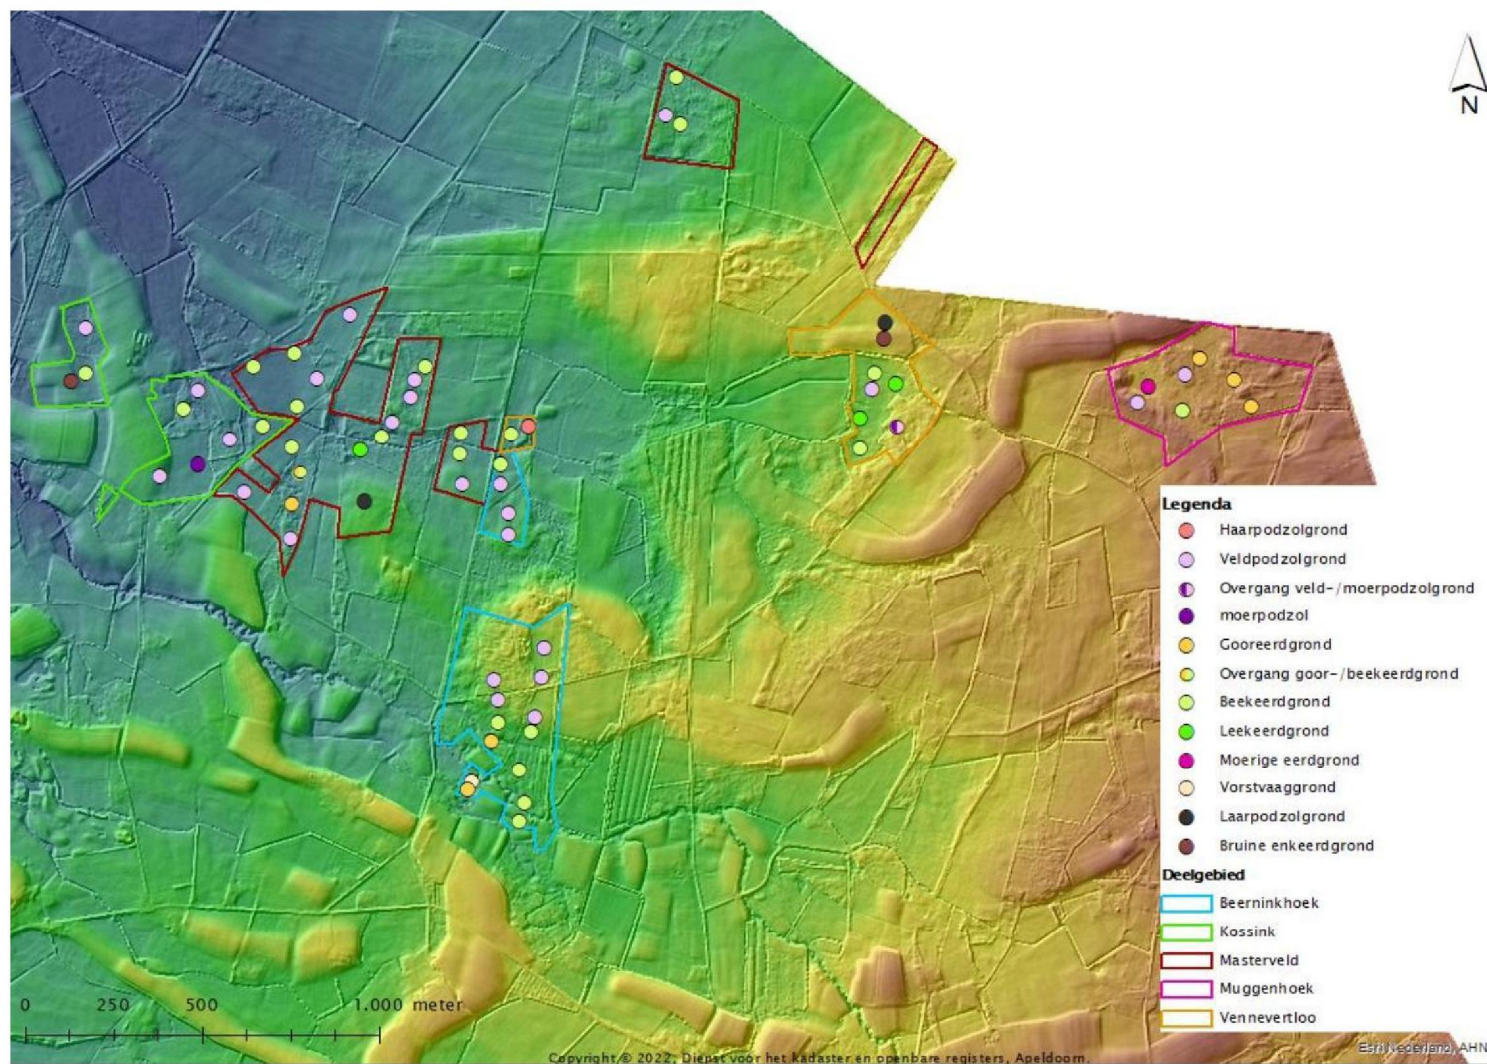 N
Legenda
Haarpodzolgrond
Veldpodzolgrond
Overgang veld-/moerpodzolgrond
moerpodzol
Gooreerdgrond
Overgang goor-/beekeerdgrond
Beekeerdgrond
Leekeerdgrond
Moerige eerdgrond
Vorstvaaggrond
Laarpodzolgrond
Bruine enkeerdgrond
Deelgebied
Beerninkhoek
Kossink
Masterveld
Muggenhoek
Vennevertloo
0 250 500 1.000 meter
Esri Nederland, AHN
Copyright © 2022, Dienst voor het kadaster en openbare registers, Apeldoorn.